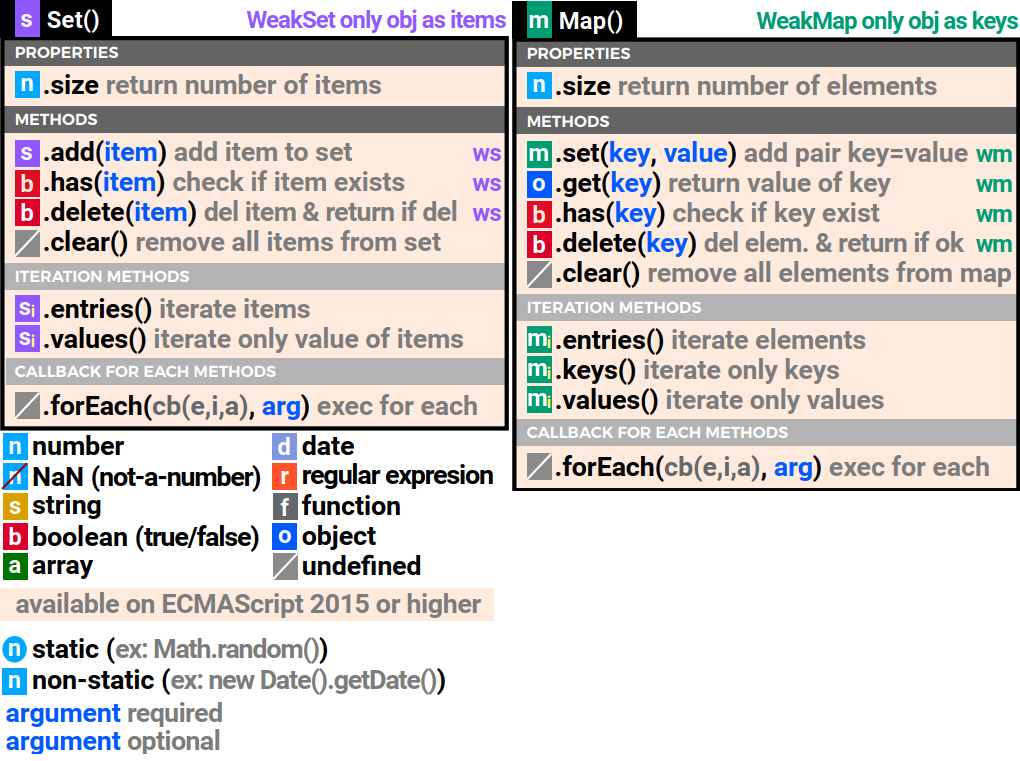 s Set() WeakSet only obj as items
PROPERTIES
n .size return number of items
METHODS
s .add(item) add item to set ws
b .has(item) check if item exists ws
b .delete(item) del item & return if del ws
.clear() remove all items from set
ITERATION METHODS
si .entries() iterate items
si .values() iterate only value of items
CALLBACK FOR EACH METHODS
.forEach(cb(e,i,a), arg) exec for each
m Map() WeakMap only obj as keys
PROPERTIES
n .size return number of elements
METHODS
m .set(key, value) add pair key=value wm
o .get(key) return value of key wm
b .has(key) check if key exist wm
b .delete(key) del elem. & return if ok wm
.clear() remove all elements from map
ITERATION METHODS
mi .entries() iterate elements
mi .keys() iterate only keys
mi .values() iterate only values
CALLBACK FOR EACH METHODS
.forEach(cb(e,i,a), arg) exec for each
n number
n NaN (not-a-number)
s string
b boolean (true/false)
a array
d date
r regular expresion
f function
o object
undefined
available on ECMAScript 2015 or higher
n static (ex: Math.random())
n non-static (ex: new Date().getDate())
argument required
argument optional